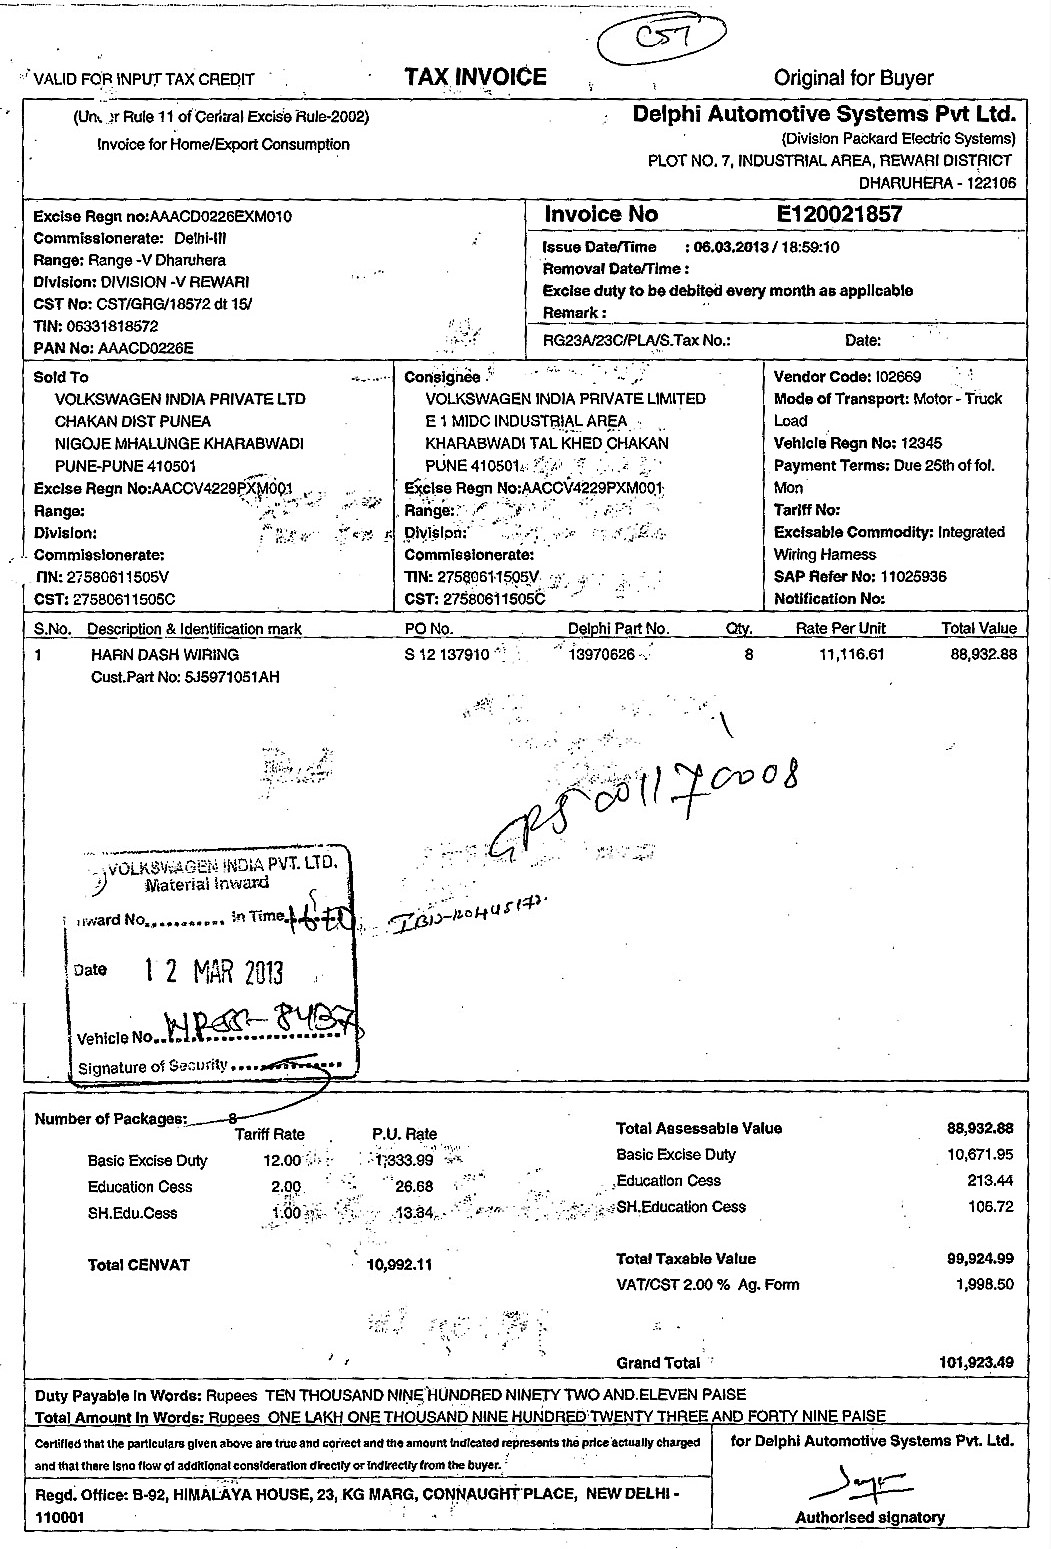 CST
VALID FOR INPUT TAX CREDIT TAX INVOICE Original for Buyer
Rule 11 of Central Excise Rule-2002)
Invoice for Home/Export Consumption
Delphi Automotive Systems Pvt Ltd.
(Division Packard Electric Systems)
PLOT NO. 7, INDUSTRIAL AREA, REWARI DISTRICT
DHARUHERA - 122106
Excise Regn no:AAACD0226EXM010
Commissionerate: Delhi-III
Range: Range -V Dharuhera
Division: DIVISION -V REWARI
CST No: CST/GRG/18572 dt 15/
TIN: 06331818572
PAN No: AAACD0226E
Invoice No E120021857
Issue Date/Time : 06.03.2013 / 18:59:10
Removal Date/Time :
Excise duty to be debited every month as applicable
Remark :
RG23A/23C/PLA/S.Tax No.: Date:
Sold To
VOLKSWAGEN INDIA PRIVATE LTD
CHAKAN DIST PUNEA
NIGOJE MHALUNGE KHARABWADI
PUNE-PUNE 410501
Excise Regn No:AACCV4229PXM001
Range:
Division:
Commissionerate:
TIN: 27580611505V
CST: 27580611505C
Consignee
VOLKSWAGEN INDIA PRIVATE LIMITED
E 1 MIDC INDUSTRIAL AREA
KHARABWADI TAL KHED CHAKAN
PUNE 410501
Excise Regn No:AACCV4229PXM001
Range:
Division:
Commissionerate:
TIN: 27580611505V
CST: 27580611505C
Vendor Code: I02669
Mode of Transport: Motor - Truck
Load
Vehicle Regn No: 12345
Payment Terms: Due 25th of fol.
Mon
Tariff No:
Excisable Commodity: Integrated
Wiring Harness
SAP Refer No: 11025936
Notification No:
S.No. Description & Identification mark PO No. Delphi Part No. Qty. Rate Per Unit Total Value
1 HARN DASH WIRING S 12 137910 13970626 8 11,116.61 88,932.88
Cust.Part No: 5J5971051AH
001170008
VOLKSWAGEN INDIA PVT. LTD.
Material Inward
Inward No............ In Time
Date 12 MAR 2013
Vehicle No.
Signature of Security
Number of Packages: 8
Tariff Rate P.U. Rate
Basic Excise Duty 12.00 1,333.99
Education Cess 2.00 26.68
SH.Edu.Cess 1.00 13.34
Total CENVAT 10,992.11
Total Assessable Value 88,932.88
Basic Excise Duty 10,671.95
Education Cess 213.44
SH.Education Cess 106.72
Total Taxable Value 99,924.99
VAT/CST 2.00 % Ag. Form 1,998.50
Grand Total 101,923.49
Duty Payable In Words: Rupees TEN THOUSAND NINE HUNDRED NINETY TWO AND ELEVEN PAISE
Total Amount In Words: Rupees ONE LAKH ONE THOUSAND NINE HUNDRED TWENTY THREE AND FORTY NINE PAISE
Certified that the particulars given above are true and correct and the amount indicated represents the price actually charged
and that there isno flow of additional consideration directly or indirectly from the buyer.
Regd. Office: B-92, HIMALAYA HOUSE, 23, KG MARG, CONNAUGHT PLACE, NEW DELHI -
110001
for Delphi Automotive Systems Pvt. Ltd.
Authorised signatory